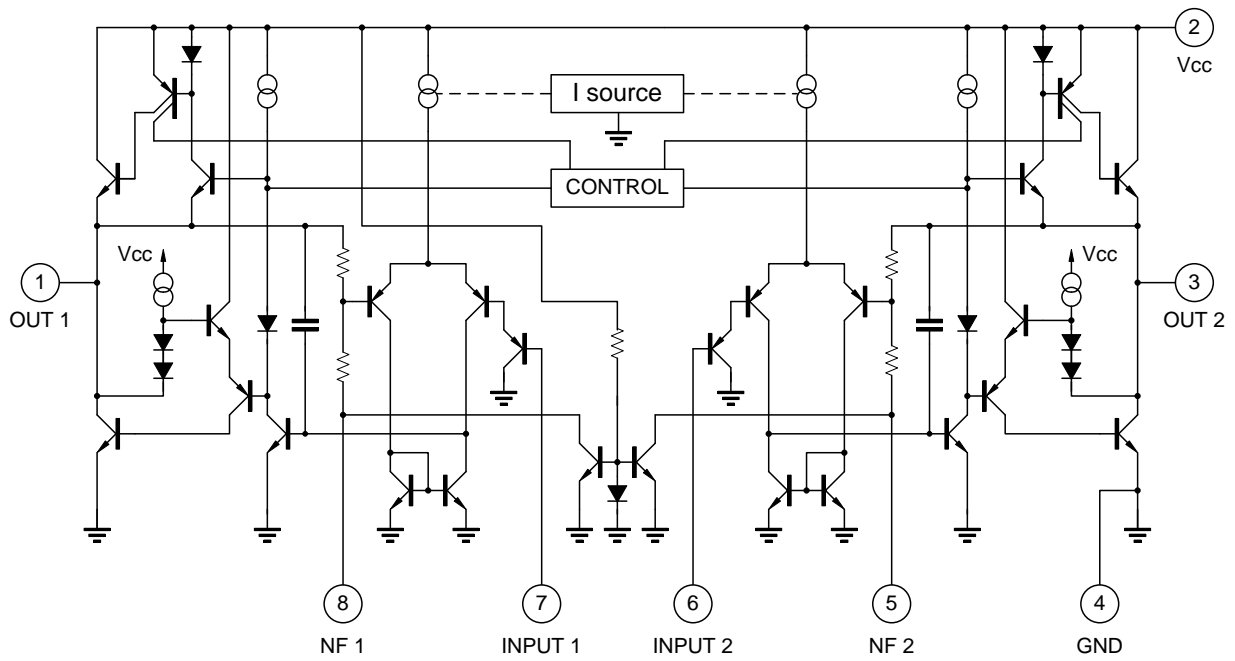 2
Vcc
I source
CONTROL
Vcc
Vcc
1
OUT 1
3
OUT 2
8
7
6
5
4
NF 1
INPUT 1
INPUT 2
NF 2
GND